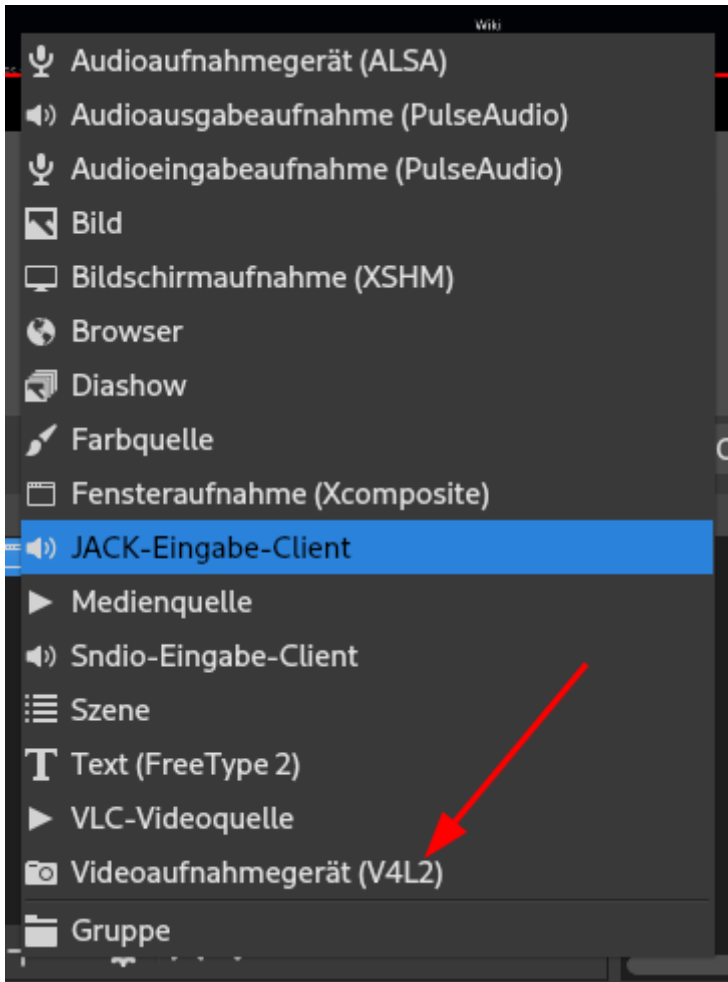 Wiki
Audioaufnahmegerät (ALSA)
Audioausgabeaufnahme (PulseAudio)
Audioeingabeaufnahme (PulseAudio)
Bild
Bildschirmaufnahme (XSHM)
Browser
Diashow
Farbquelle
Fensteraufnahme (Xcomposite)
JACK-Eingabe-Client
Medienquelle
Sndio-Eingabe-Client
Szene
Text (FreeType 2)
VLC-Videoquelle
Videoaufnahmegerät (V4L2)
Gruppe